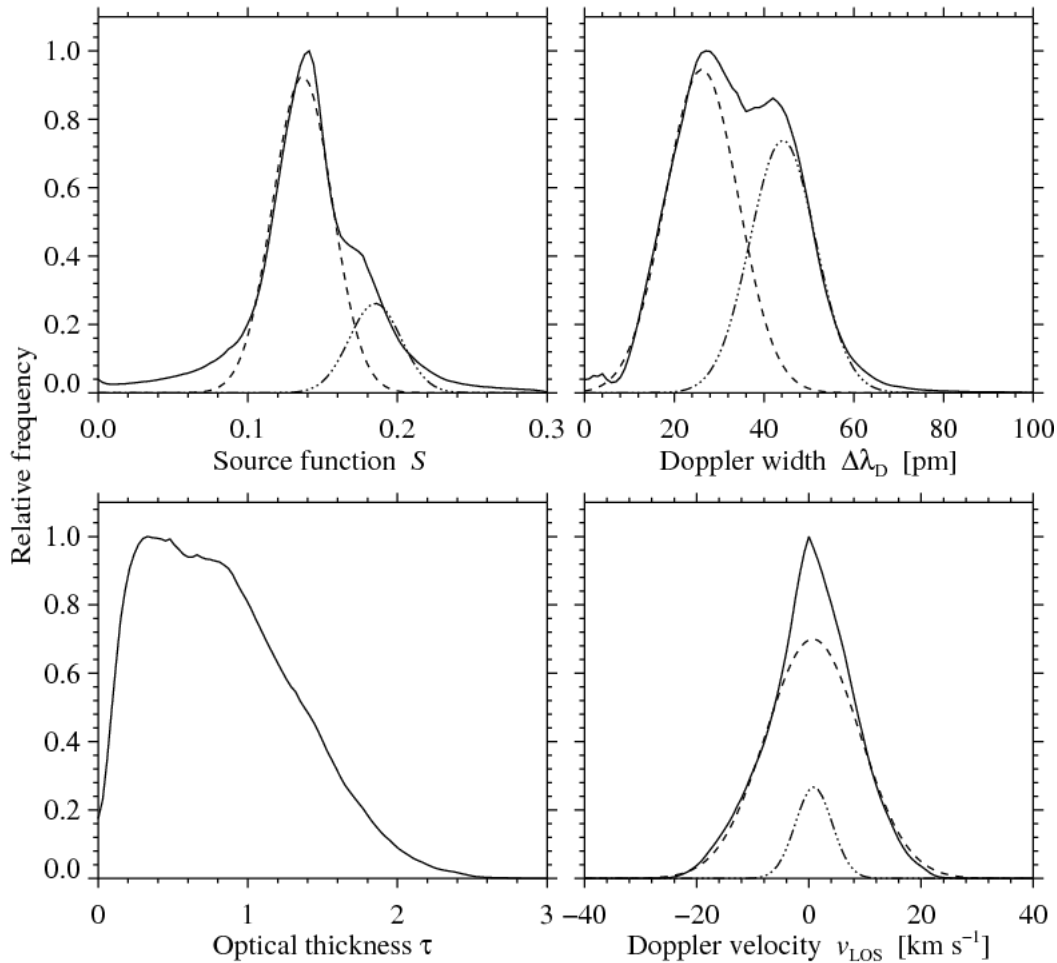 Relative frequency
1.0
0.8
0.6
0.4
0.2
0.0
0.0 0.1 0.2 0.3
Source function S
0 20 40 60 80 100
Doppler width Δλ_D [pm]
1.0
0.8
0.6
0.4
0.2
0.0
0 1 2 3
Optical thickness τ
−40 −20 0 20 40
Doppler velocity v_LOS [km s⁻¹]